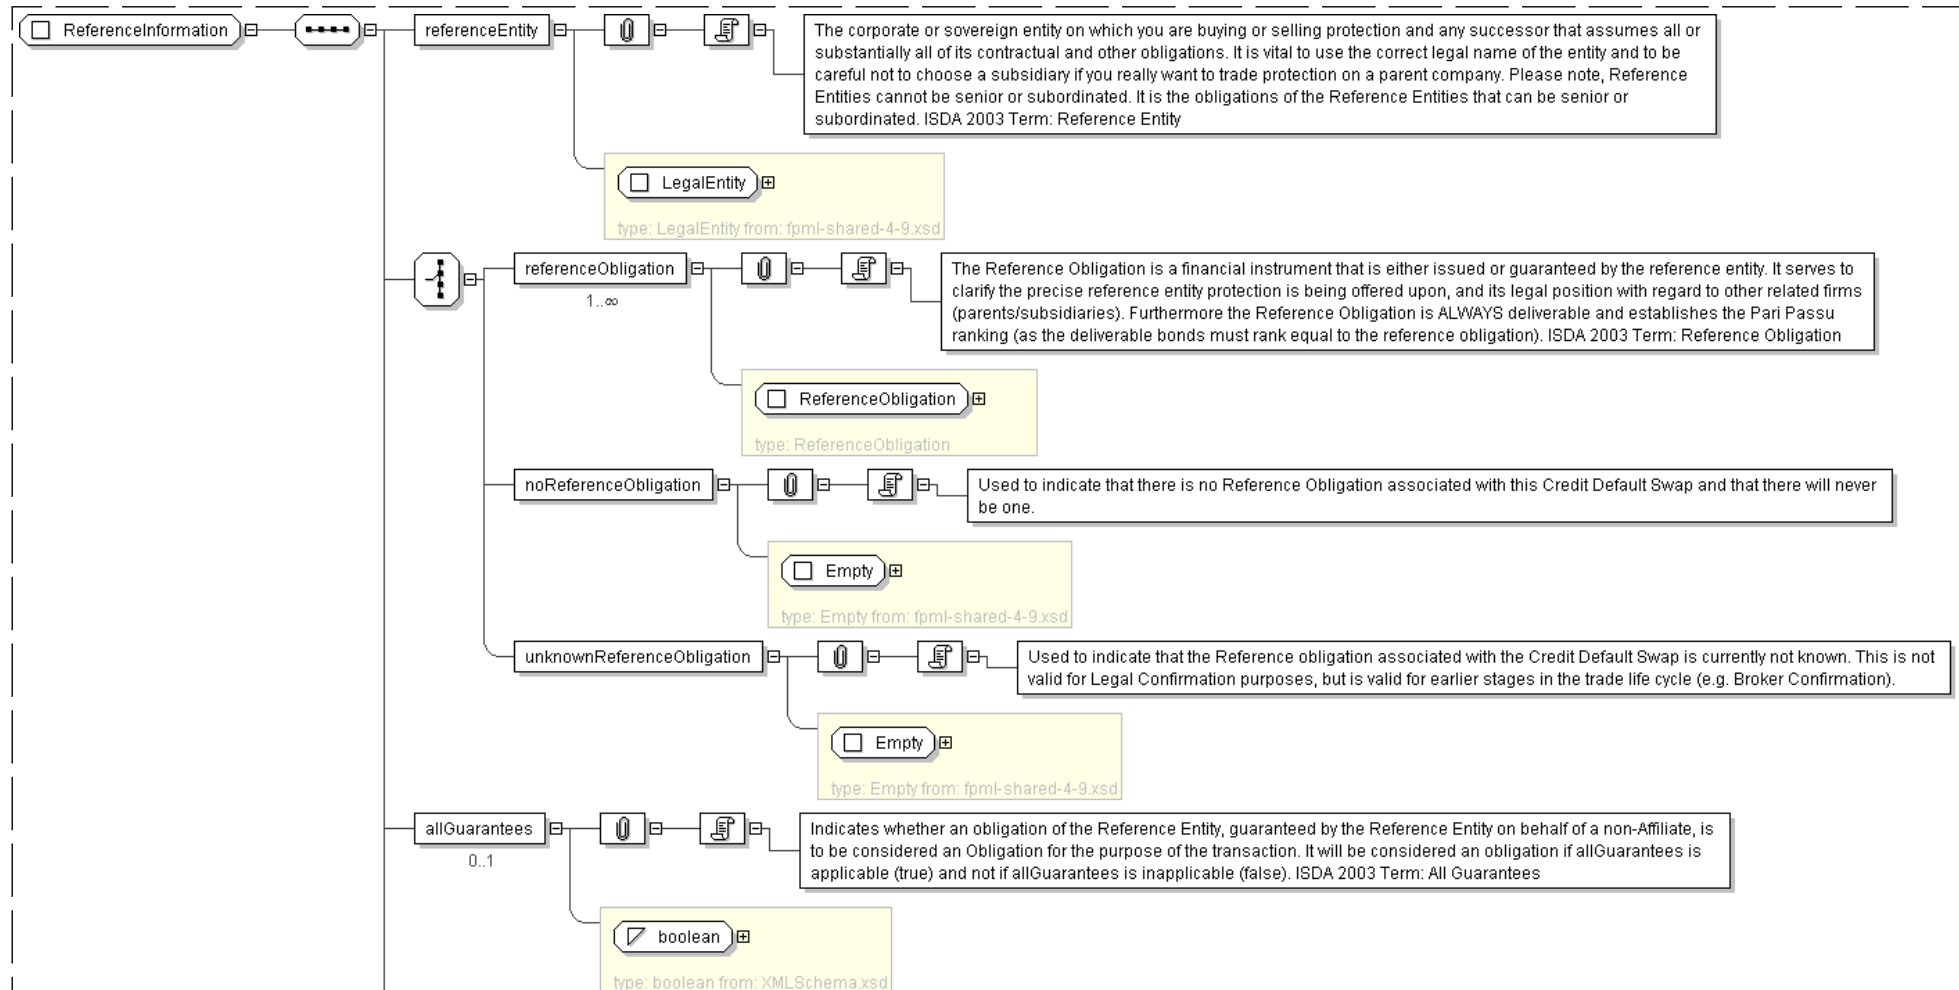 ReferenceInformation
referenceEntity
The corporate or sovereign entity on which you are buying or selling protection and any successor that assumes all or
substantially all of its contractual and other obligations. It is vital to use the correct legal name of the entity and to be
careful not to choose a subsidiary if you really want to trade protection on a parent company. Please note, Reference
Entities cannot be senior or subordinated. It is the obligations of the Reference Entities that can be senior or
subordinated. ISDA 2003 Term: Reference Entity
LegalEntity
type: LegalEntity from: fpml-shared-4-9.xsd
referenceObligation
1..∞
The Reference Obligation is a financial instrument that is either issued or guaranteed by the reference entity. It serves to
clarify the precise reference entity protection is being offered upon, and its legal position with regard to other related firms
(parents/subsidiaries). Furthermore the Reference Obligation is ALWAYS deliverable and establishes the Pari Passu
ranking (as the deliverable bonds must rank equal to the reference obligation). ISDA 2003 Term: Reference Obligation
ReferenceObligation
type: ReferenceObligation
noReferenceObligation
Used to indicate that there is no Reference Obligation associated with this Credit Default Swap and that there will never
be one.
Empty
type: Empty from: fpml-shared-4-9.xsd
unknownReferenceObligation
Used to indicate that the Reference obligation associated with the Credit Default Swap is currently not known. This is not
valid for Legal Confirmation purposes, but is valid for earlier stages in the trade life cycle (e.g. Broker Confirmation).
Empty
type: Empty from: fpml-shared-4-9.xsd
allGuarantees
0..1
Indicates whether an obligation of the Reference Entity, guaranteed by the Reference Entity on behalf of a non-Affiliate, is
to be considered an Obligation for the purpose of the transaction. It will be considered an obligation if allGuarantees is
applicable (true) and not if allGuarantees is inapplicable (false). ISDA 2003 Term: All Guarantees
boolean
type: boolean from: XMLSchema.xsd